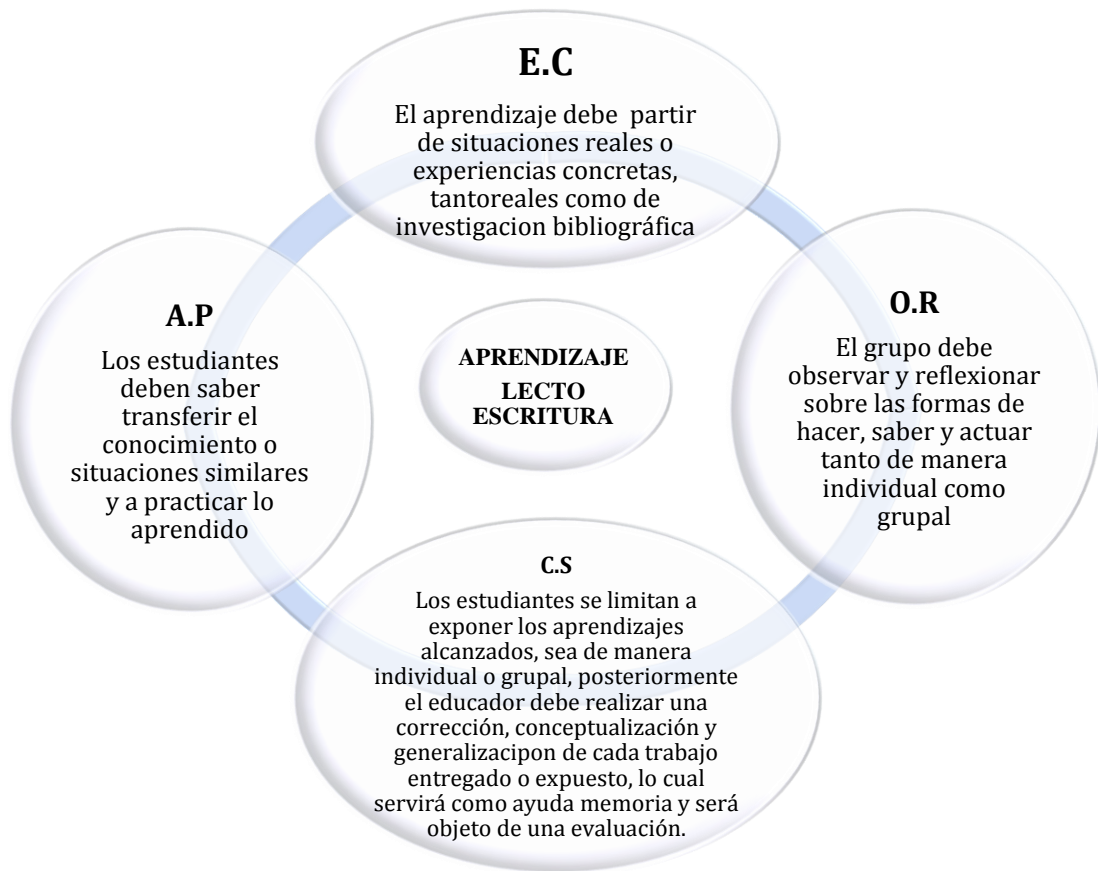 E.C
El aprendizaje debe partir
de situaciones reales o
experiencias concretas,
tantoreales como de
investigacion bibliográfica
O.R
El grupo debe
observar y reflexionar
sobre las formas de
hacer, saber y actuar
tanto de manera
individual como
grupal
C.S
Los estudiantes se limitan a
exponer los aprendizajes
alcanzados, sea de manera
individual o grupal, posteriormente
el educador debe realizar una
corrección, conceptualización y
generalizacipon de cada trabajo
entregado o expuesto, lo cual
servirá como ayuda memoria y será
objeto de una evaluación.
A.P
Los estudiantes
deben saber
transferir el
conocimiento o
situaciones similares
y a practicar lo
aprendido
APRENDIZAJE
LECTO
ESCRITURA